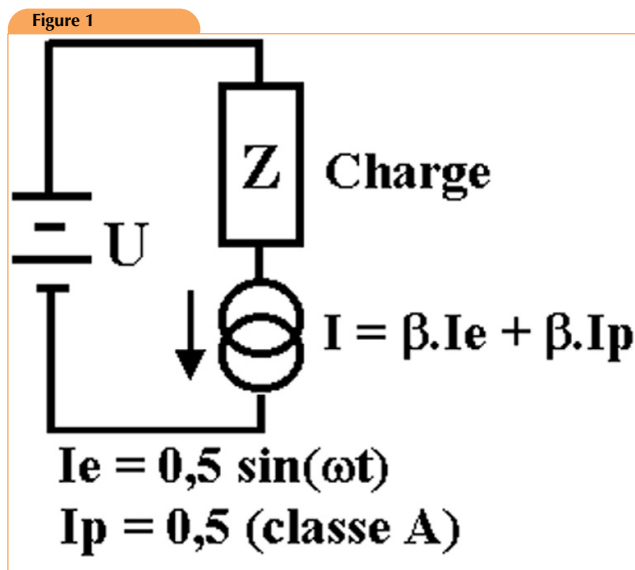 Figure 1
Z Charge
U
I = β.Ie + β.Ip
Ie = 0,5 sin(ωt)
Ip = 0,5 (classe A)